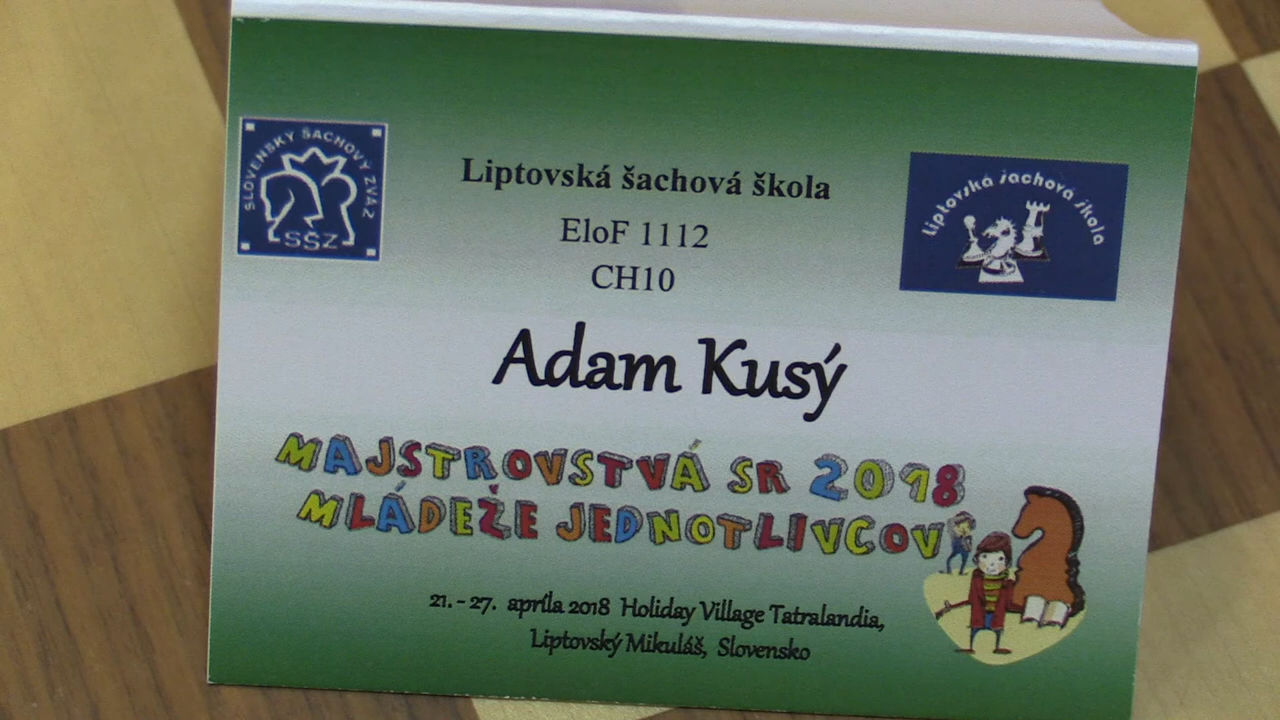 SLOVENSKÝ ŠACHOVÝ ZVÄZ
SŠZ
Liptovská šachová škola
EloF 1112
CH10
Liptovská šachová škola
Adam Kusý
MAJSTROVSTVÁ SR 2018
MLÁDEŽE JEDNOTLIVCOV
21. - 27. apríla 2018 Holiday Village Tatralandia,
Liptovský Mikuláš, Slovensko